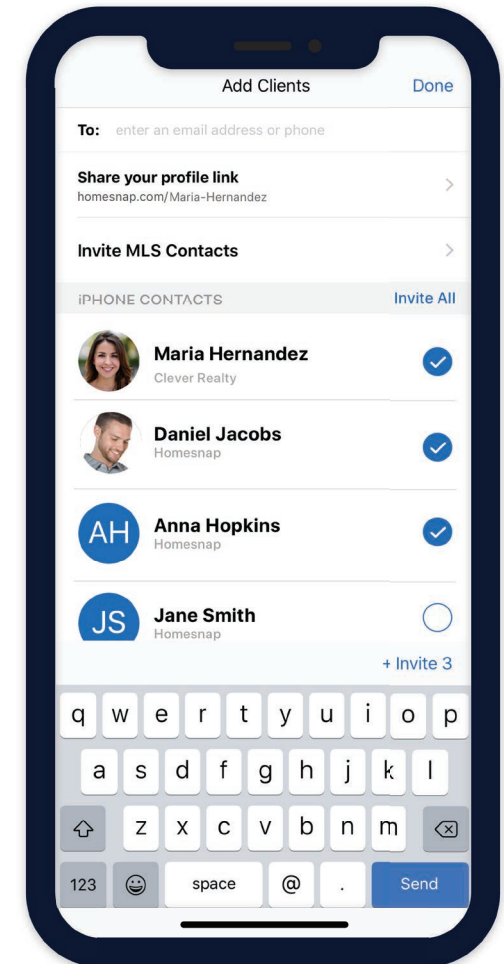 Add Clients Done
To: enter an email address or phone
Share your profile link
homesnap.com/Maria-Hernandez
Invite MLS Contacts
iPHONE CONTACTS Invite All
Maria Hernandez
Clever Realty
Daniel Jacobs
Homesnap
AH
Anna Hopkins
Homesnap
JS
Jane Smith
Homesnap
+ Invite 3
q w e r t y u i o p
a s d f g h j k l
z x c v b n m
123 space @ . Send